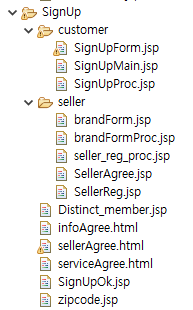 SignUp
customer
SignUpForm.jsp
SignUpMain.jsp
SignUpProc.jsp
seller
brandForm.jsp
brandFormProc.jsp
seller_reg_proc.jsp
SellerAgree.jsp
SellerReg.jsp
Distinct_member.jsp
infoAgree.html
sellerAgree.html
serviceAgree.html
SignUpOk.jsp
zipcode.jsp